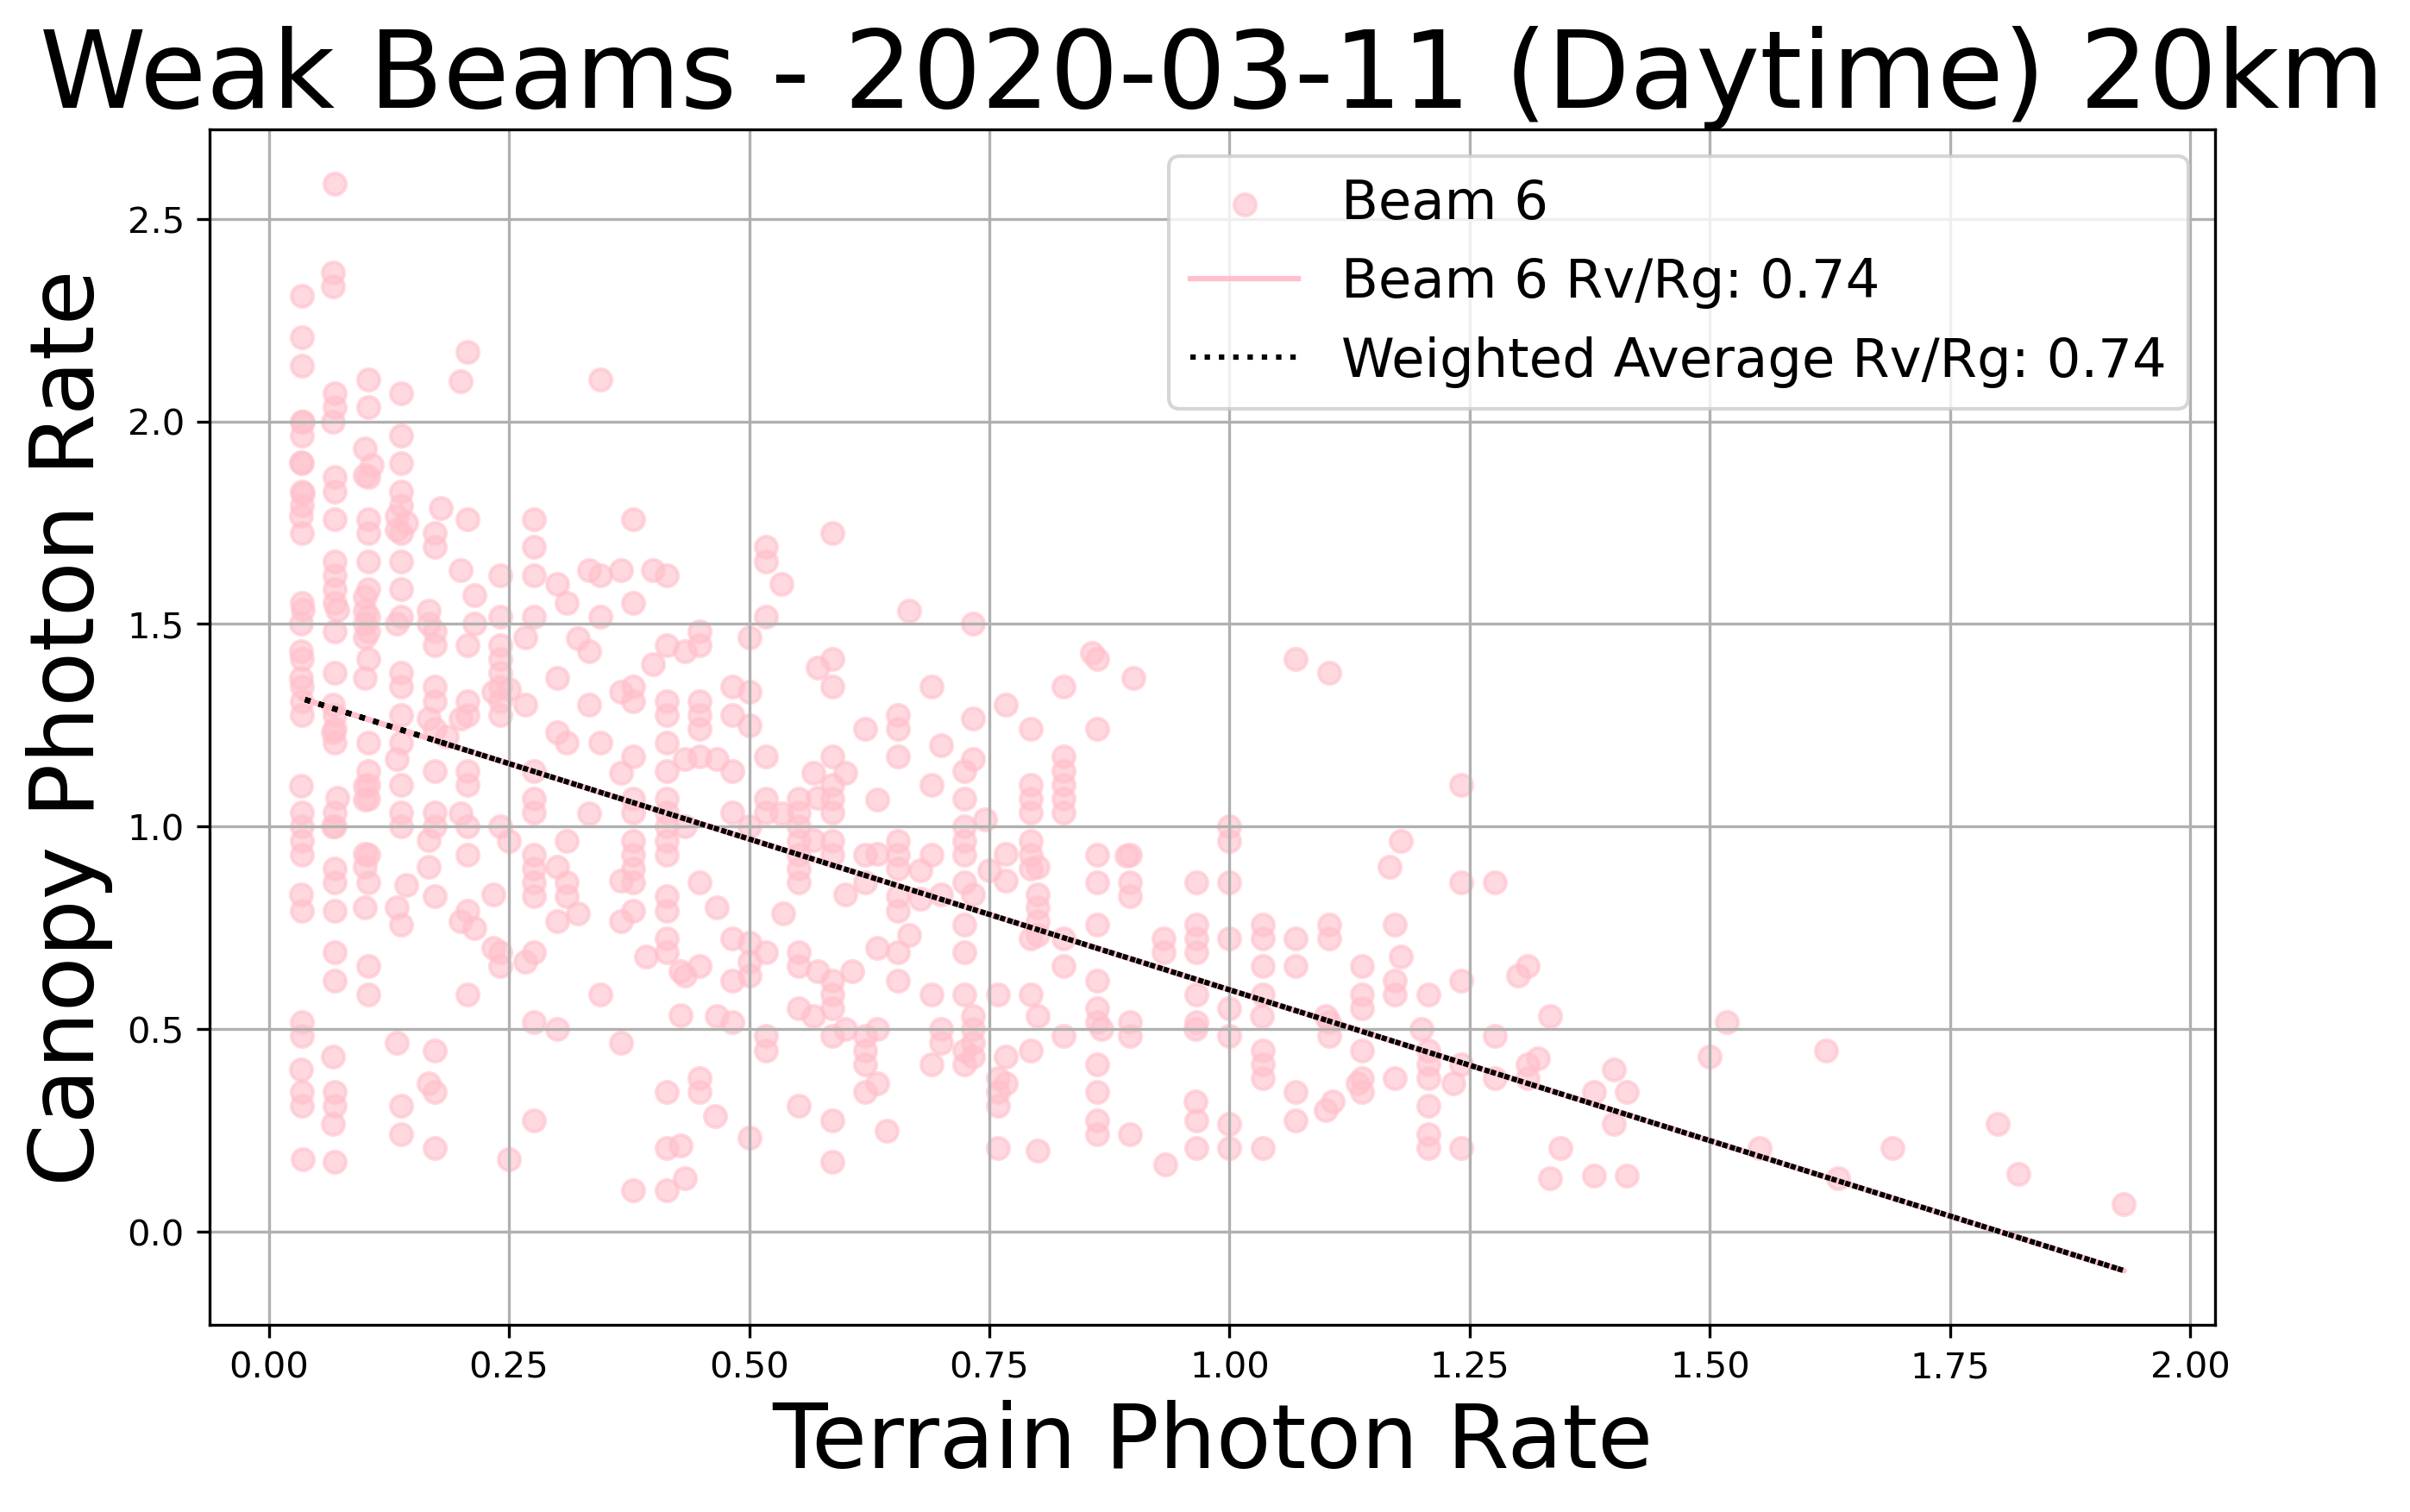 Weak Beams - 2020-03-11 (Daytime) 20km
Beam 6
Beam 6 Rv/Rg: 0.74
Weighted Average Rv/Rg: 0.74
Canopy Photon Rate
2.5
2.0
1.5
1.0
0.5
0.0
0.00 0.25 0.50 0.75 1.00 1.25 1.50 1.75 2.00
Terrain Photon Rate